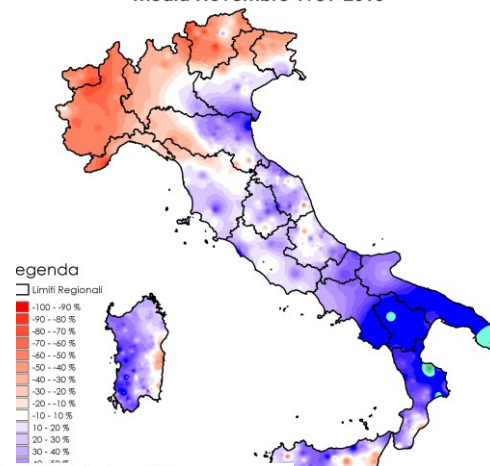 egenda
Limiti Regionali
-100 - -90 %
-90 - -80 %
-80 - -70 %
-70 - -60 %
-60 - -50 %
-50 - -40 %
-40 - -30 %
-30 - -20 %
-20 - -10 %
-10 - 10 %
10 - 20 %
20 - 30 %
30 - 40 %